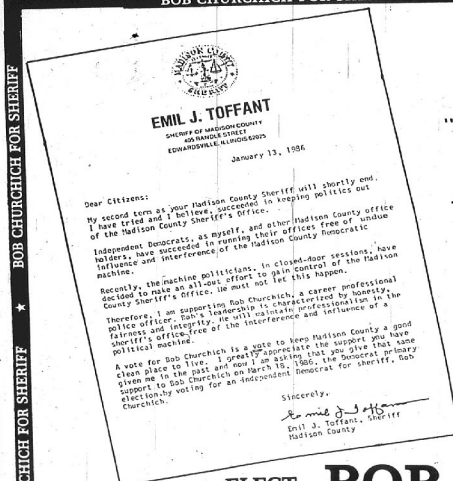 BOB CHURCHICH FOR
BOB CHURCHICH FOR SHERIFF
★
CHICH FOR SHERIFF
MADISON COUNTY
SHERIFF
EMIL J. TOFFANT
SHERIFF OF MADISON COUNTY
405 RANDLE STREET
EDWARDSVILLE, ILLINOIS 62025
January 13, 1986
Dear Citizens:
My second term as your Madison County Sheriff will shortly end.
I have tried and I believe, succeeded in keeping politics out
of the Madison County Sheriff's Office.
Independent Democrats, as myself, and other Madison County office
holders, have succeeded in running their offices free of undue
influence and interference of the Madison County Democratic
machine.
Recently, the machine politicians, in closed-door sessions, have
decided to make an all-out effort to gain control of the Madison
County Sheriff's Office. We must not let this happen.
Therefore, I am supporting Bob Churchich, a career professional
police officer. Bob's leadership is characterized by honesty,
fairness and integrity. He will maintain professionalism in the
sheriff's office free of the interference and influence of a
political machine.
A vote for Bob Churchich is a vote to keep Madison County a good
clean place to live. I greatly appreciate the support you have
given me in the past and now I am asking that you give that same
support to Bob Churchich on March 18, 1986, the Democrat primary
election, by voting for an independent Democrat for sheriff, Bob
Churchich.
Sincerely,
Emil J. Toffant
Emil J. Toffant, Sheriff
Madison County
ELECT BOB